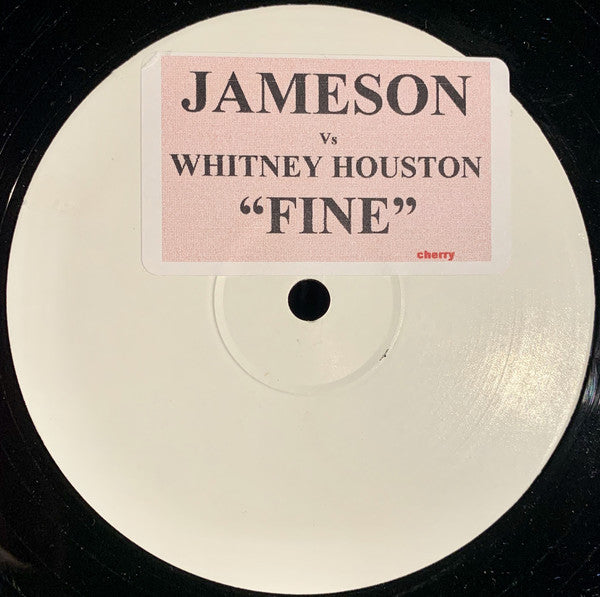 JAMESON
Vs
WHITNEY HOUSTON
“FINE”
cherry